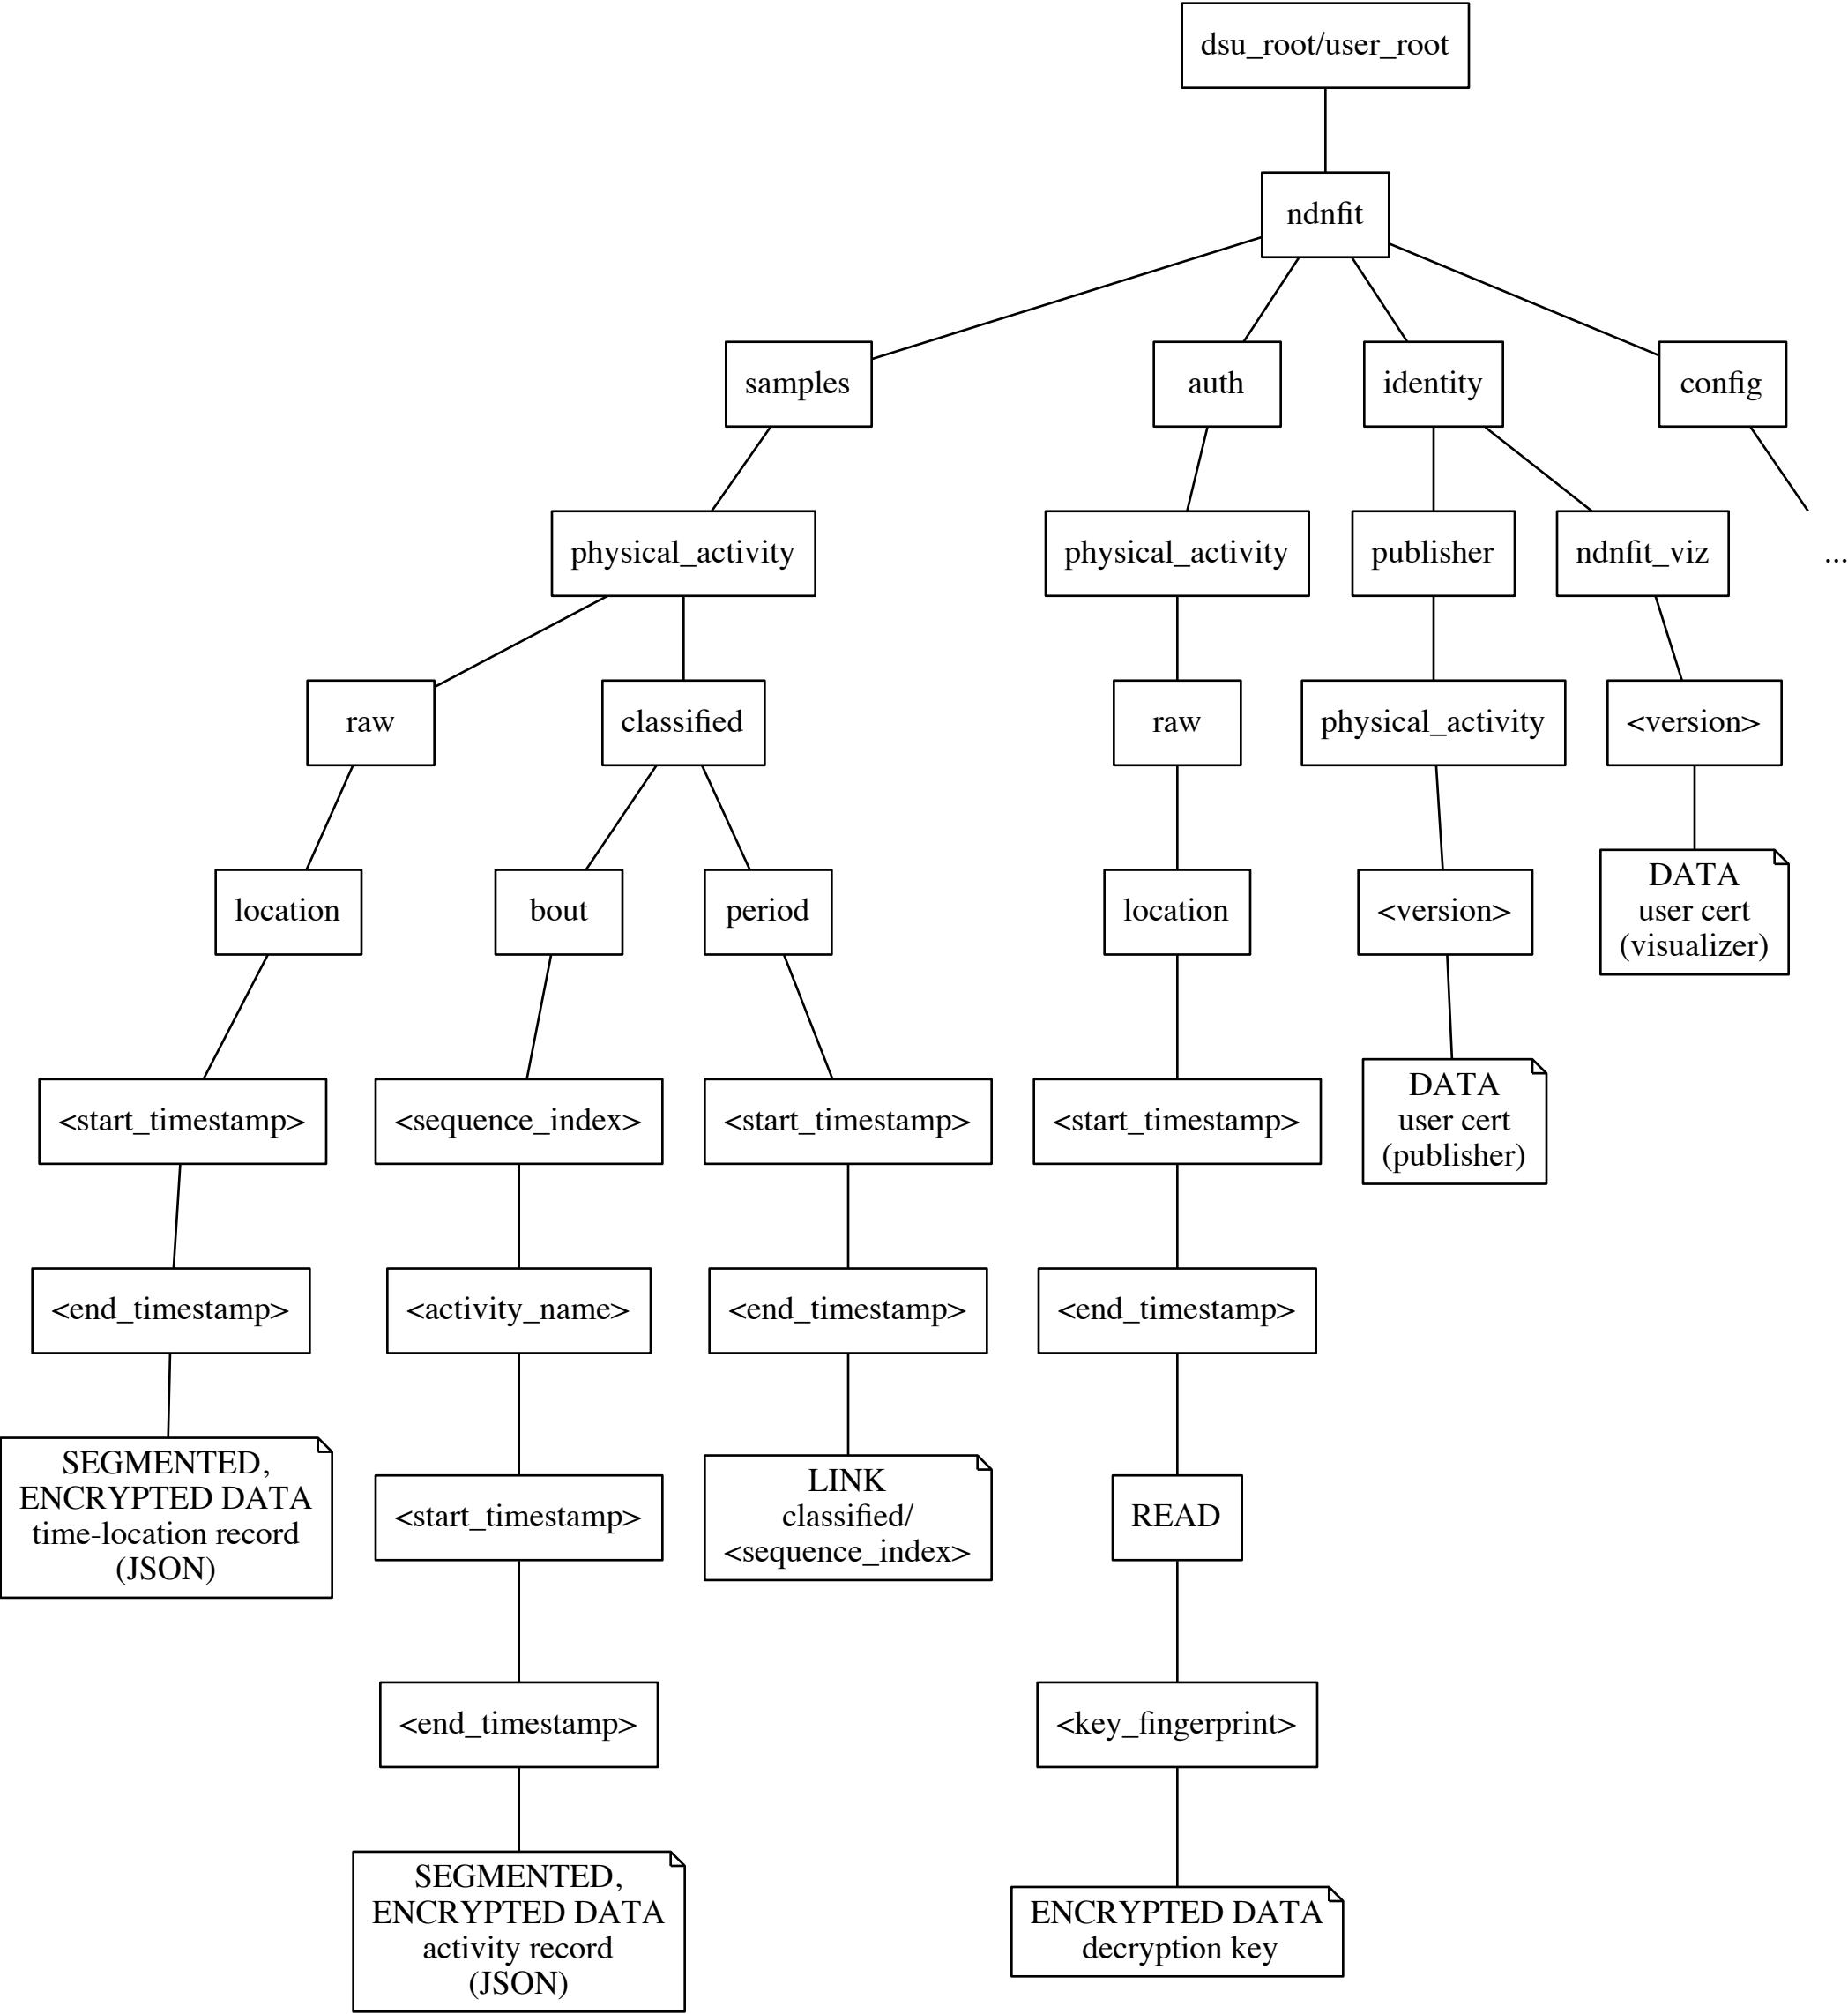 dsu_root/user_root
ndnfit
samples
auth
identity
config
physical_activity
physical_activity
publisher
ndnfit_viz
...
raw
classified
raw
physical_activity
<version>
location
bout
period
location
<version>
DATA
user cert
(visualizer)
<start_timestamp>
<sequence_index>
<start_timestamp>
<start_timestamp>
DATA
user cert
(publisher)
<end_timestamp>
<activity_name>
<end_timestamp>
<end_timestamp>
SEGMENTED,
ENCRYPTED DATA
time-location record
(JSON)
<start_timestamp>
LINK
classified/
<sequence_index>
READ
<end_timestamp>
<key_fingerprint>
SEGMENTED,
ENCRYPTED DATA
activity record
(JSON)
ENCRYPTED DATA
decryption key